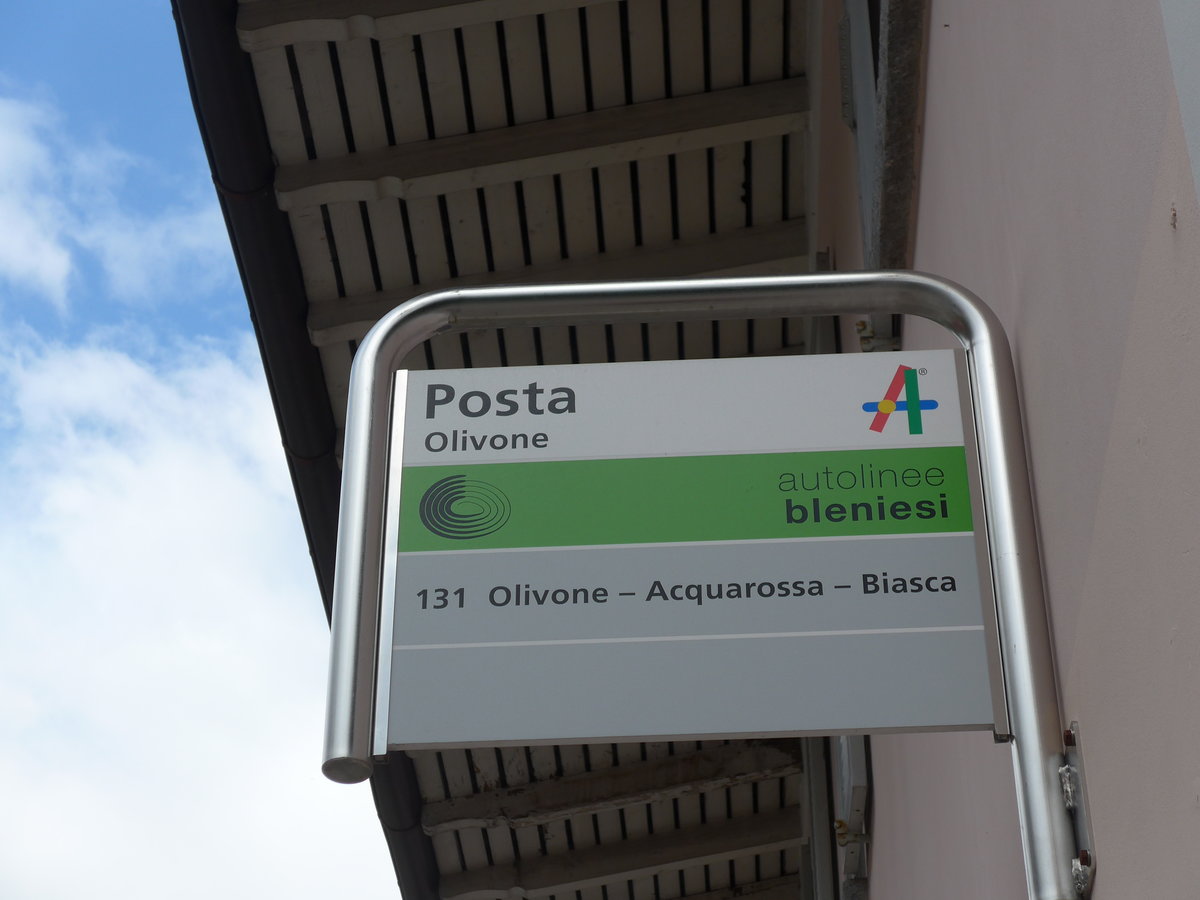 Posta
Olivone
®
autolinee
bleniesi
131 Olivone – Acquarossa – Biasca